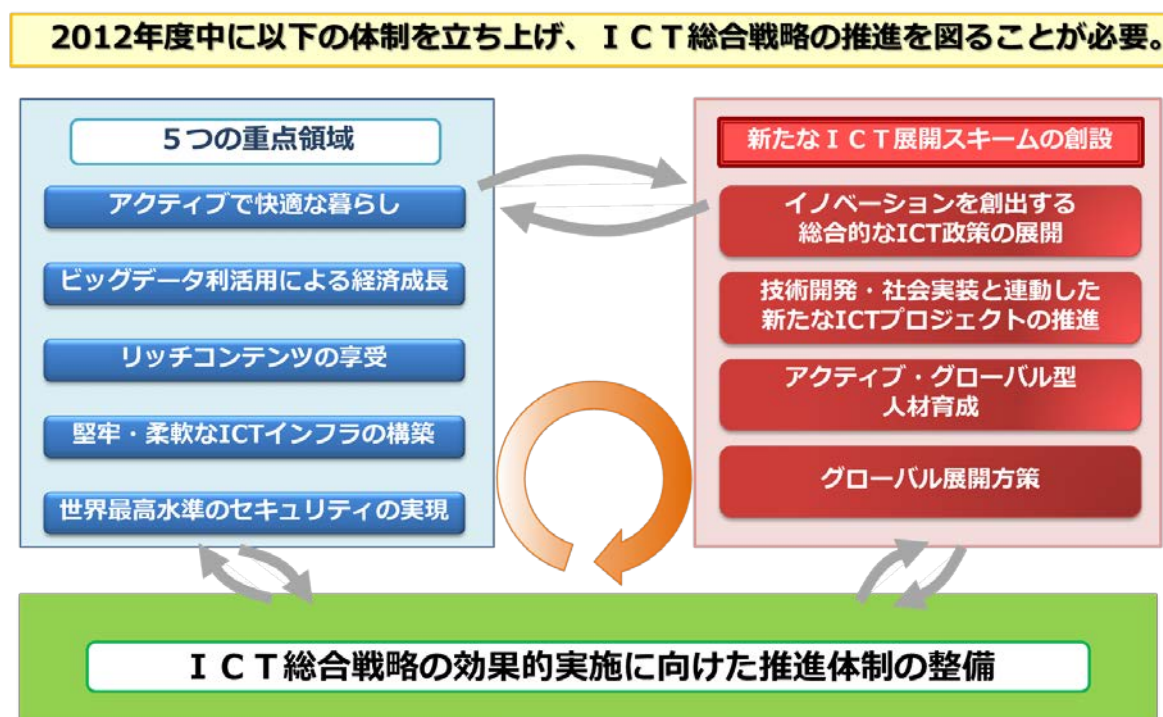 2012年度中に以下の体制を立ち上げ、ＩＣＴ総合戦略の推進を図ることが必要。
５つの重点領域
アクティブで快適な暮らし
ビッグデータ利活用による経済成長
リッチコンテンツの享受
堅牢・柔軟なICTインフラの構築
世界最高水準のセキュリティの実現
新たなＩＣＴ展開スキームの創設
イノベーションを創出する
総合的なICT政策の展開
技術開発・社会実装と連動した
新たなICTプロジェクトの推進
アクティブ・グローバル型
人材育成
グローバル展開方策
ＩＣＴ総合戦略の効果的実施に向けた推進体制の整備